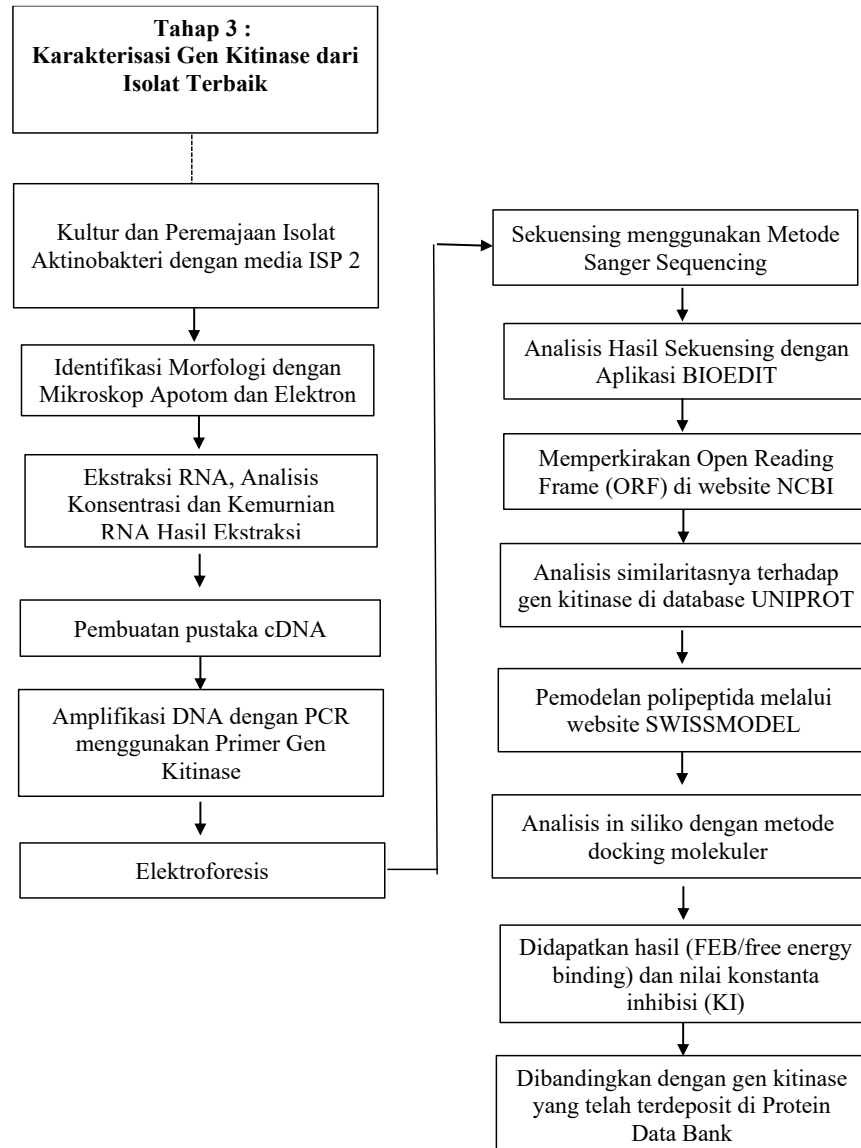 Tahap 3 :
Karakterisasi Gen Kitinase dari
Isolat Terbaik
Kultur dan Peremajaan Isolat
Aktinobakteri dengan media ISP 2
Identifikasi Morfologi dengan
Mikroskop Apotom dan Elektron
Ekstraksi RNA, Analisis
Konsentrasi dan Kemurnian
RNA Hasil Ekstraksi
Pembuatan pustaka cDNA
Amplifikasi DNA dengan PCR
menggunakan Primer Gen
Kitinase
Elektroforesis
Sekuensing menggunakan Metode
Sanger Sequencing
Analisis Hasil Sekuensing dengan
Aplikasi BIOEDIT
Memperkirakan Open Reading
Frame (ORF) di website NCBI
Analisis similaritasnya terhadap
gen kitinase di database UNIPROT
Pemodelan polipeptida melalui
website SWISSMODEL
Analisis in siliko dengan metode
docking molekuler
Didapatkan hasil (FEB/free energy
binding) dan nilai konstanta
inhibisi (KI)
Dibandingkan dengan gen kitinase
yang telah terdeposit di Protein
Data Bank